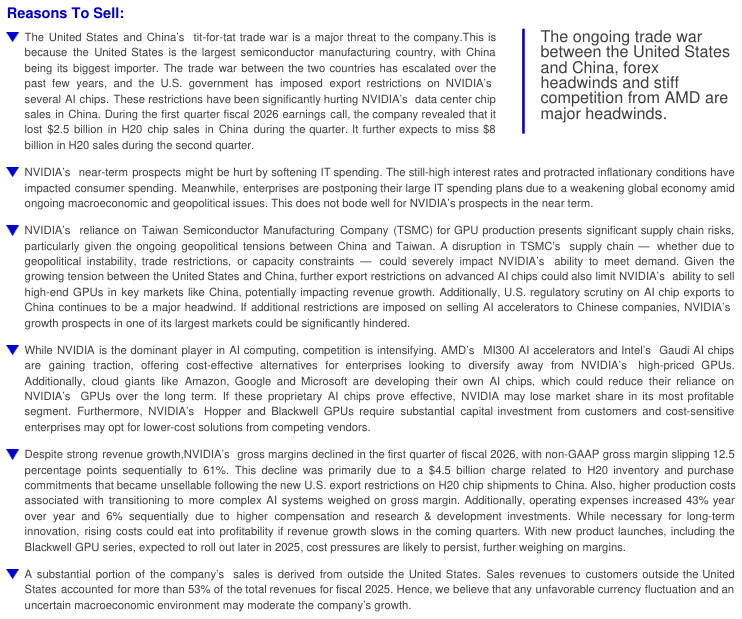 Reasons To Sell:
The United States and China's tit-for-tat trade war is a major threat to the company.This is
because the United States is the largest semiconductor manufacturing country, with China
being its biggest importer. The trade war between the two countries has escalated over the
past few years, and the U.S. government has imposed export restrictions on NVIDIA's
several AI chips. These restrictions have been significantly hurting NVIDIA's data center chip
sales in China. During the first quarter fiscal 2026 earnings call, the company revealed that it
lost $2.5 billion in H20 chip sales in China during the quarter. It further expects to miss $8
billion in H20 sales during the second quarter.
The ongoing trade war
between the United States
and China, forex
headwinds and stiff
competition from AMD are
major headwinds.
NVIDIA's near-term prospects might be hurt by softening IT spending. The still-high interest rates and protracted inflationary conditions have
impacted consumer spending. Meanwhile, enterprises are postponing their large IT spending plans due to a weakening global economy amid
ongoing macroeconomic and geopolitical issues. This does not bode well for NVIDIA's prospects in the near term.
NVIDIA's reliance on Taiwan Semiconductor Manufacturing Company (TSMC) for GPU production presents significant supply chain risks,
particularly given the ongoing geopolitical tensions between China and Taiwan. A disruption in TSMC's supply chain — whether due to
geopolitical instability, trade restrictions, or capacity constraints — could severely impact NVIDIA's ability to meet demand. Given the
growing tension between the United States and China, further export restrictions on advanced AI chips could also limit NVIDIA's ability to sell
high-end GPUs in key markets like China, potentially impacting revenue growth. Additionally, U.S. regulatory scrutiny on AI chip exports to
China continues to be a major headwind. If additional restrictions are imposed on selling AI accelerators to Chinese companies, NVIDIA's
growth prospects in one of its largest markets could be significantly hindered.
While NVIDIA is the dominant player in AI computing, competition is intensifying. AMD's MI300 AI accelerators and Intel's Gaudi AI chips
are gaining traction, offering cost-effective alternatives for enterprises looking to diversify away from NVIDIA's high-priced GPUs.
Additionally, cloud giants like Amazon, Google and Microsoft are developing their own AI chips, which could reduce their reliance on
NVIDIA's GPUs over the long term. If these proprietary AI chips prove effective, NVIDIA may lose market share in its most profitable
segment. Furthermore, NVIDIA's Hopper and Blackwell GPUs require substantial capital investment from customers and cost-sensitive
enterprises may opt for lower-cost solutions from competing vendors.
Despite strong revenue growth,NVIDIA's gross margins declined in the first quarter of fiscal 2026, with non-GAAP gross margin slipping 12.5
percentage points sequentially to 61%. This decline was primarily due to a $4.5 billion charge related to H20 inventory and purchase
commitments that became unsellable following the new U.S. export restrictions on H20 chip shipments to China. Also, higher production costs
associated with transitioning to more complex AI systems weighed on gross margin. Additionally, operating expenses increased 43% year
over year and 6% sequentially due to higher compensation and research & development investments. While necessary for long-term
innovation, rising costs could eat into profitability if revenue growth slows in the coming quarters. With new product launches, including the
Blackwell GPU series, expected to roll out later in 2025, cost pressures are likely to persist, further weighing on margins.
A substantial portion of the company's sales is derived from outside the United States. Sales revenues to customers outside the United
States accounted for more than 53% of the total revenues for fiscal 2025. Hence, we believe that any unfavorable currency fluctuation and an
uncertain macroeconomic environment may moderate the company's growth.